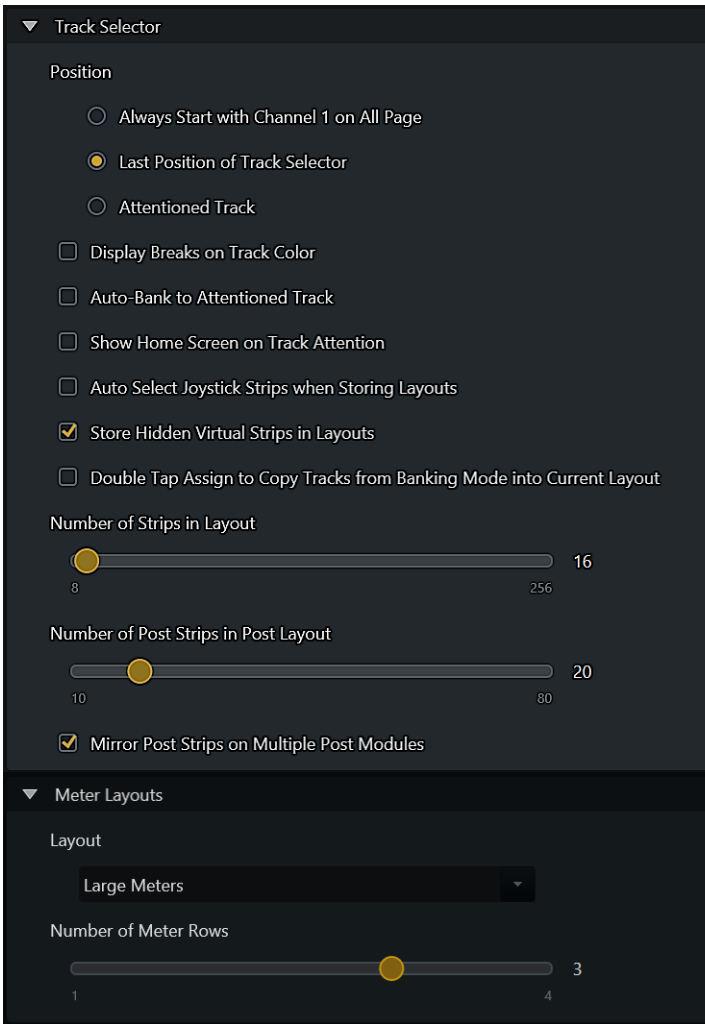 Track Selector
Position
Always Start with Channel 1 on All Page
Last Position of Track Selector
Attentioned Track
Display Breaks on Track Color
Auto-Bank to Attentioned Track
Show Home Screen on Track Attention
Auto Select Joystick Strips when Storing Layouts
Store Hidden Virtual Strips in Layouts
Double Tap Assign to Copy Tracks from Banking Mode into Current Layout
Number of Strips in Layout
16
8 256
Number of Post Strips in Post Layout
20
10 80
Mirror Post Strips on Multiple Post Modules
Meter Layouts
Layout
Large Meters
Number of Meter Rows
3
1 4